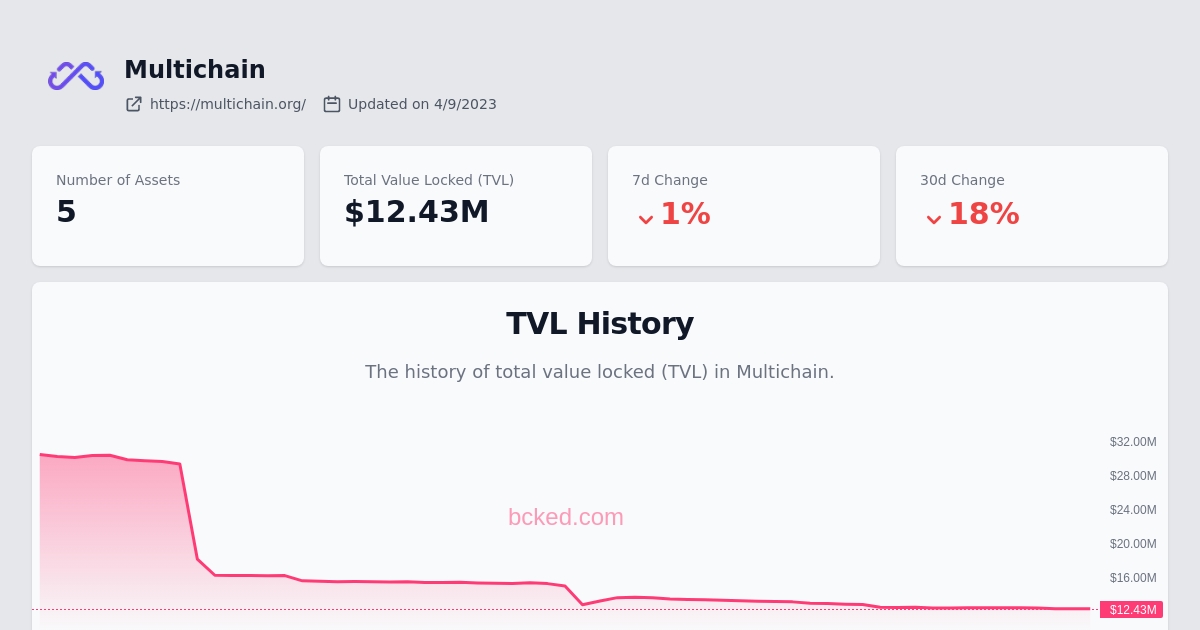 Multichain
https://multichain.org/ Updated on 4/9/2023
Number of Assets
5
Total Value Locked (TVL)
$12.43M
7d Change
1%
30d Change
18%
TVL History
The history of total value locked (TVL) in Multichain.
$32.00M
$28.00M
$24.00M
bcked.com
$20.00M
$16.00M
$12.43M